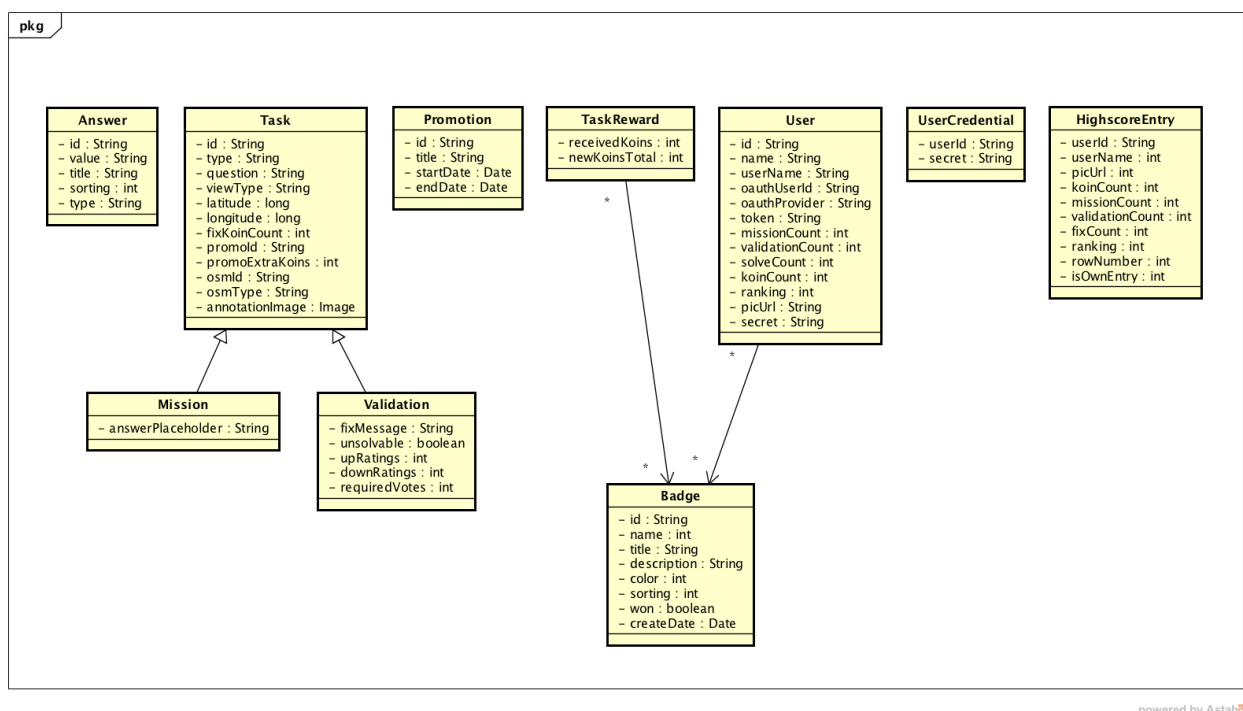 pkg
Answer
– id : String
– value : String
– title : String
– sorting : int
– type : String
Task
– id : String
– type : String
– question : String
– viewType : String
– latitude : long
– longitude : long
– fixKoinCount : int
– promoId : String
– promoExtraKoins : int
– osmId : String
– osmType : String
– annotationImage : Image
Promotion
– id : String
– title : String
– startDate : Date
– endDate : Date
TaskReward
– receivedKoins : int
– newKoinsTotal : int
User
– id : String
– name : String
– userName : String
– oauthUserId : String
– oauthProvider : String
– token : String
– missionCount : int
– validationCount : int
– solveCount : int
– koinCount : int
– ranking : int
– picUrl : String
– secret : String
UserCredential
– userId : String
– secret : String
HighscoreEntry
– userId : String
– userName : int
– picUrl : int
– koinCount : int
– missionCount : int
– validationCount : int
– fixCount : int
– ranking : int
– rowNumber : int
– isOwnEntry : int
*
*
Mission
– answerPlaceholder : String
Validation
– fixMessage : String
– unsolvable : boolean
– upRatings : int
– downRatings : int
– requiredVotes : int
*
*
Badge
– id : String
– name : int
– title : String
– description : String
– color : int
– sorting : int
– won : boolean
– createDate : Date
powered by